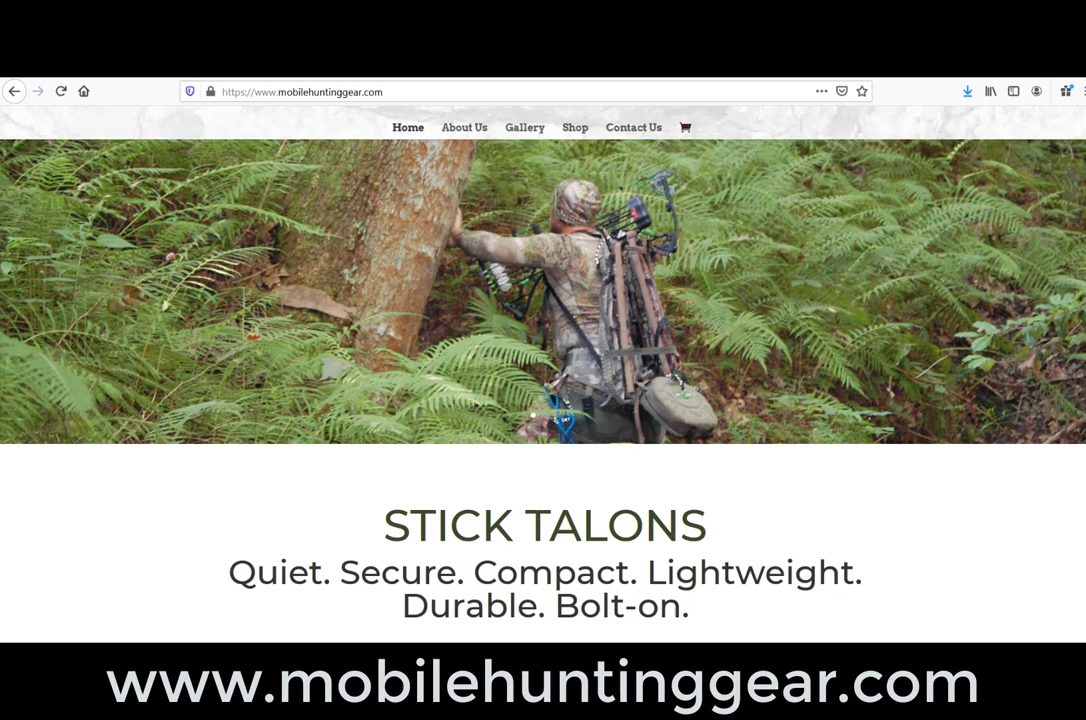 https://www.mobilehuntinggear.com
Home About Us Gallery Shop Contact Us
STICK TALONS
Quiet. Secure. Compact. Lightweight.
Durable. Bolt-on.
www.mobilehuntinggear.com